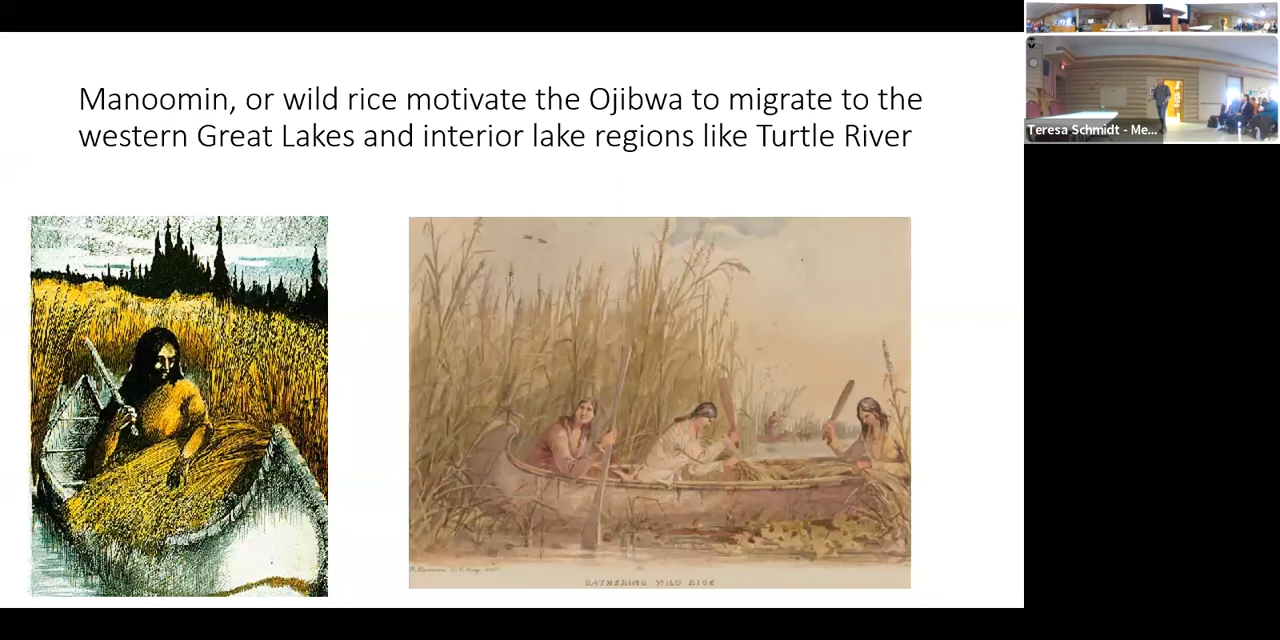 Manoomin, or wild rice motivate the Ojibwa to migrate to the
western Great Lakes and interior lake regions like Turtle River
GATHERING WILD RICE
Teresa Schmidt - Me...